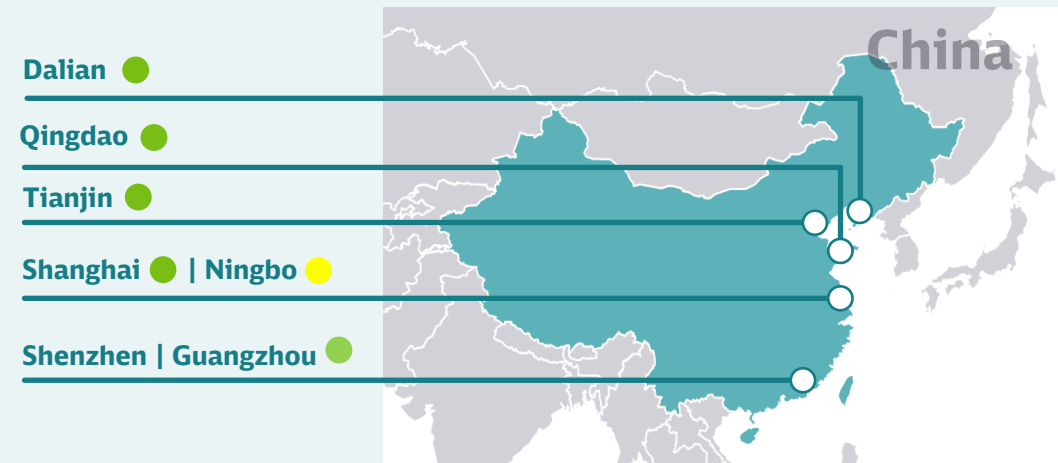 China
Dalian
Qingdao
Tianjin
Shanghai | Ningbo
Shenzhen | Guangzhou